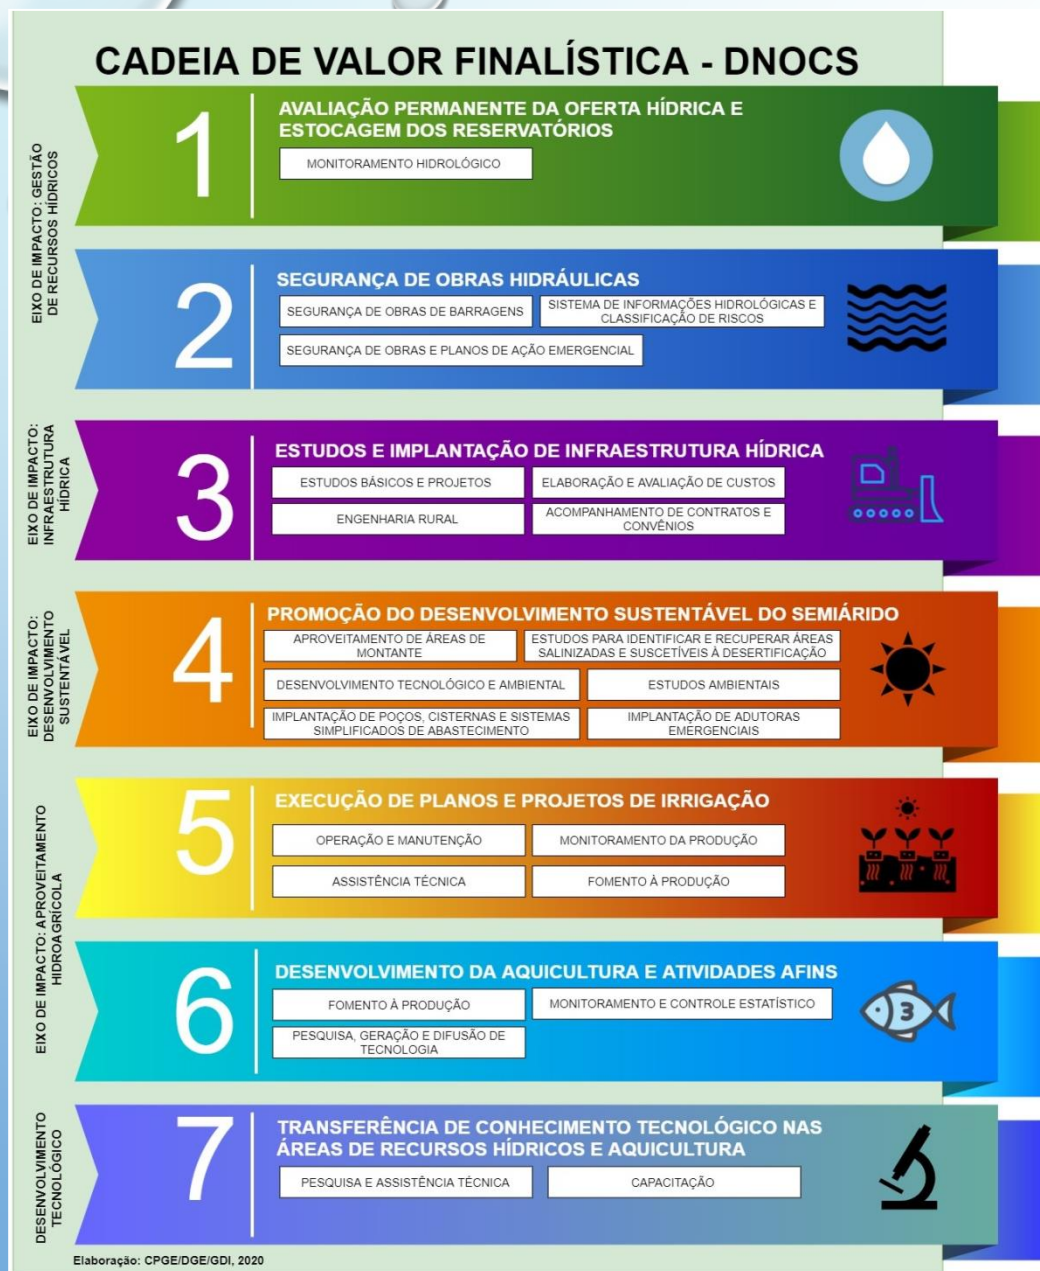 CADEIA DE VALOR FINALÍSTICA - DNOCS
EIXO DE IMPACTO: GESTÃO
DE RECURSOS HÍDRICOS
1
AVALIAÇÃO PERMANENTE DA OFERTA HÍDRICA E
ESTOCAGEM DOS RESERVATÓRIOS
MONITORAMENTO HIDROLÓGICO
2
SEGURANÇA DE OBRAS HIDRÁULICAS
SEGURANÇA DE OBRAS DE BARRAGENS
SISTEMA DE INFORMAÇÕES HIDROLÓGICAS E
CLASSIFICAÇÃO DE RISCOS
SEGURANÇA DE OBRAS E PLANOS DE AÇÃO EMERGENCIAL
EIXO DE IMPACTO:
INFRAESTRUTURA
HÍDRICA
3
ESTUDOS E IMPLANTAÇÃO DE INFRAESTRUTURA HÍDRICA
ESTUDOS BÁSICOS E PROJETOS
ELABORAÇÃO E AVALIAÇÃO DE CUSTOS
ENGENHARIA RURAL
ACOMPANHAMENTO DE CONTRATOS E
CONVÊNIOS
EIXO DE IMPACTO:
DESENVOLVIMENTO
SUSTENTÁVEL
4
PROMOÇÃO DO DESENVOLVIMENTO SUSTENTÁVEL DO SEMIÁRIDO
APROVEITAMENTO DE ÁREAS DE
MONTANTE
ESTUDOS PARA IDENTIFICAR E RECUPERAR ÁREAS
SALINIZADAS E SUSCETÍVEIS À DESERTIFICAÇÃO
DESENVOLVIMENTO TECNOLÓGICO E AMBIENTAL
ESTUDOS AMBIENTAIS
IMPLANTAÇÃO DE POÇOS, CISTERNAS E SISTEMAS
SIMPLIFICADOS DE ABASTECIMENTO
IMPLANTAÇÃO DE ADUTORAS
EMERGENCIAIS
EIXO DE IMPACTO: APROVEITAMENTO
HIDROAGRÍCOLA
5
EXECUÇÃO DE PLANOS E PROJETOS DE IRRIGAÇÃO
OPERAÇÃO E MANUTENÇÃO
MONITORAMENTO DA PRODUÇÃO
ASSISTÊNCIA TÉCNICA
FOMENTO À PRODUÇÃO
6
DESENVOLVIMENTO DA AQUICULTURA E ATIVIDADES AFINS
FOMENTO À PRODUÇÃO
MONITORAMENTO E CONTROLE ESTATÍSTICO
PESQUISA, GERAÇÃO E DIFUSÃO DE
TECNOLOGIA
3
DESENVOLVIMENTO
TECNOLÓGICO
7
TRANSFERÊNCIA DE CONHECIMENTO TECNOLÓGICO NAS
ÁREAS DE RECURSOS HÍDRICOS E AQUICULTURA
PESQUISA E ASSISTÊNCIA TÉCNICA
CAPACITAÇÃO
Elaboração: CPGE/DGE/GDI, 2020